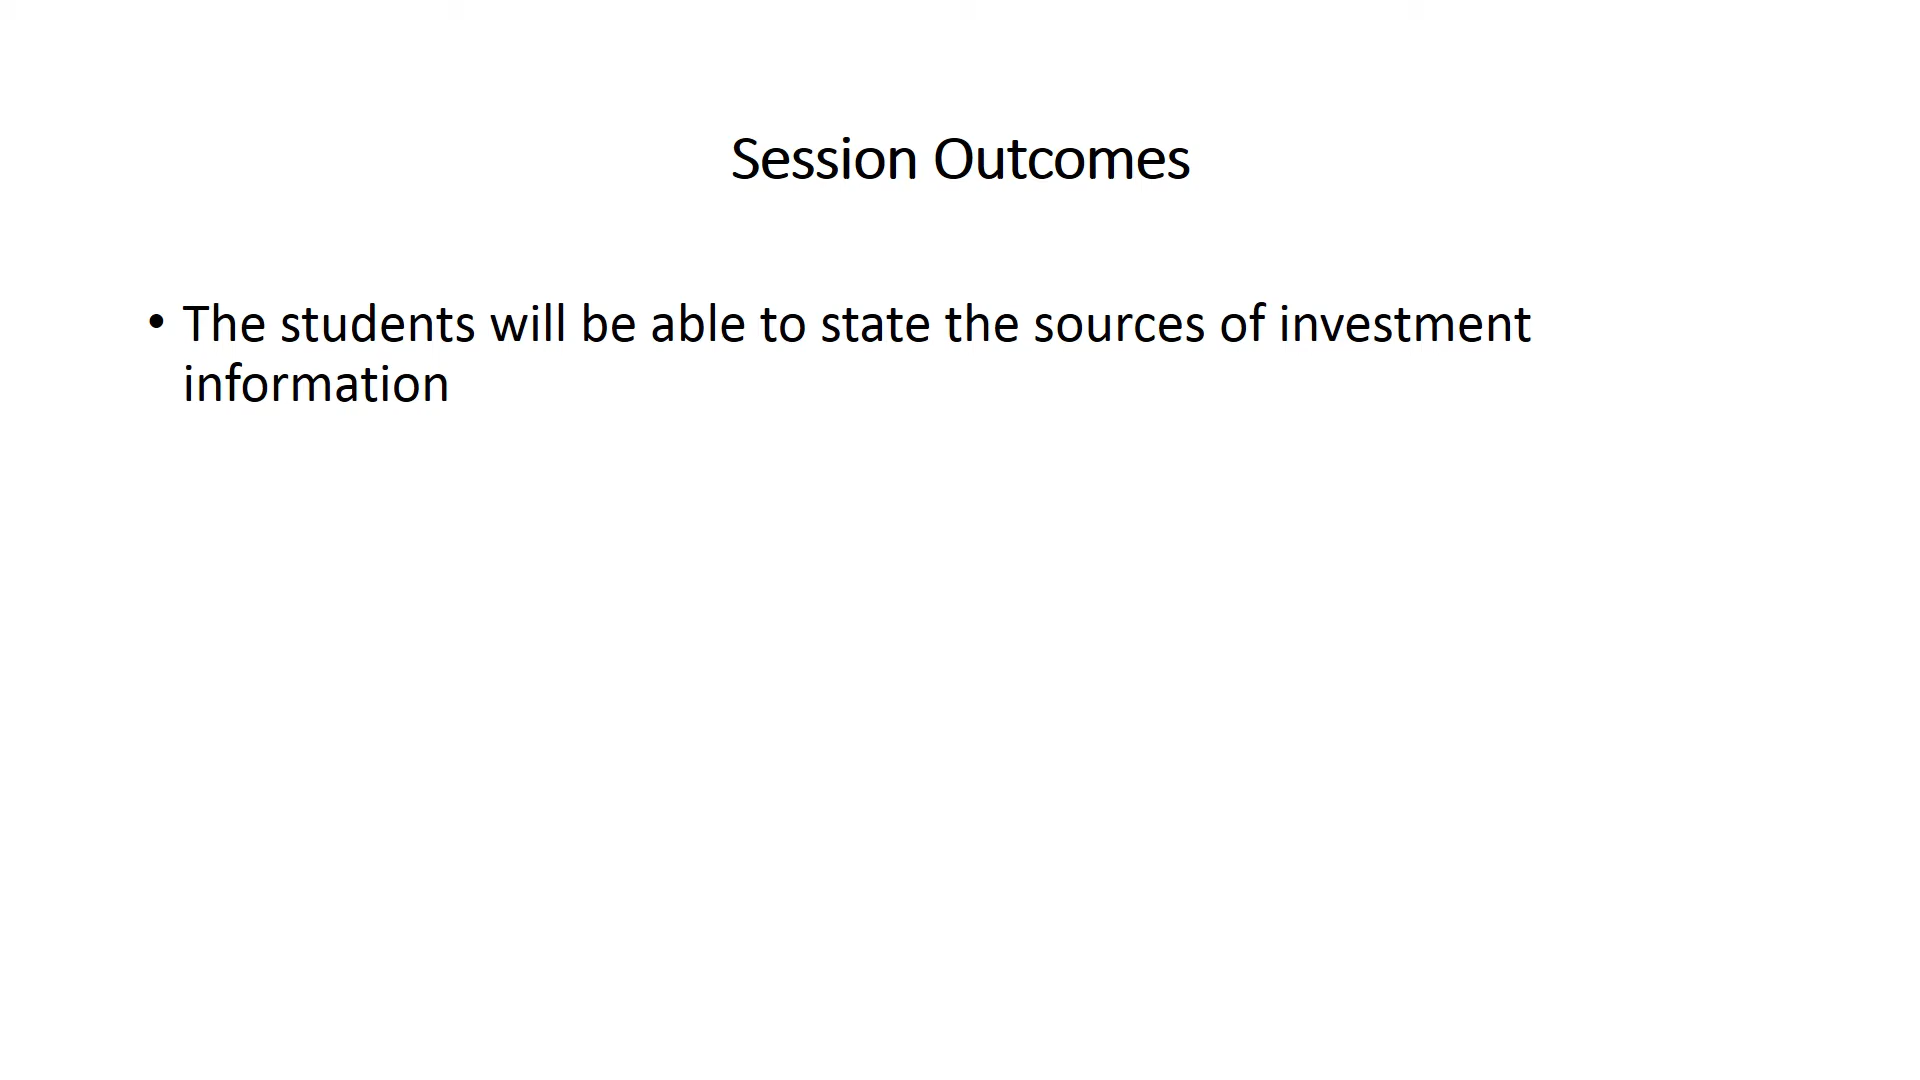 Session Outcomes
• The students will be able to state the sources of investment
information